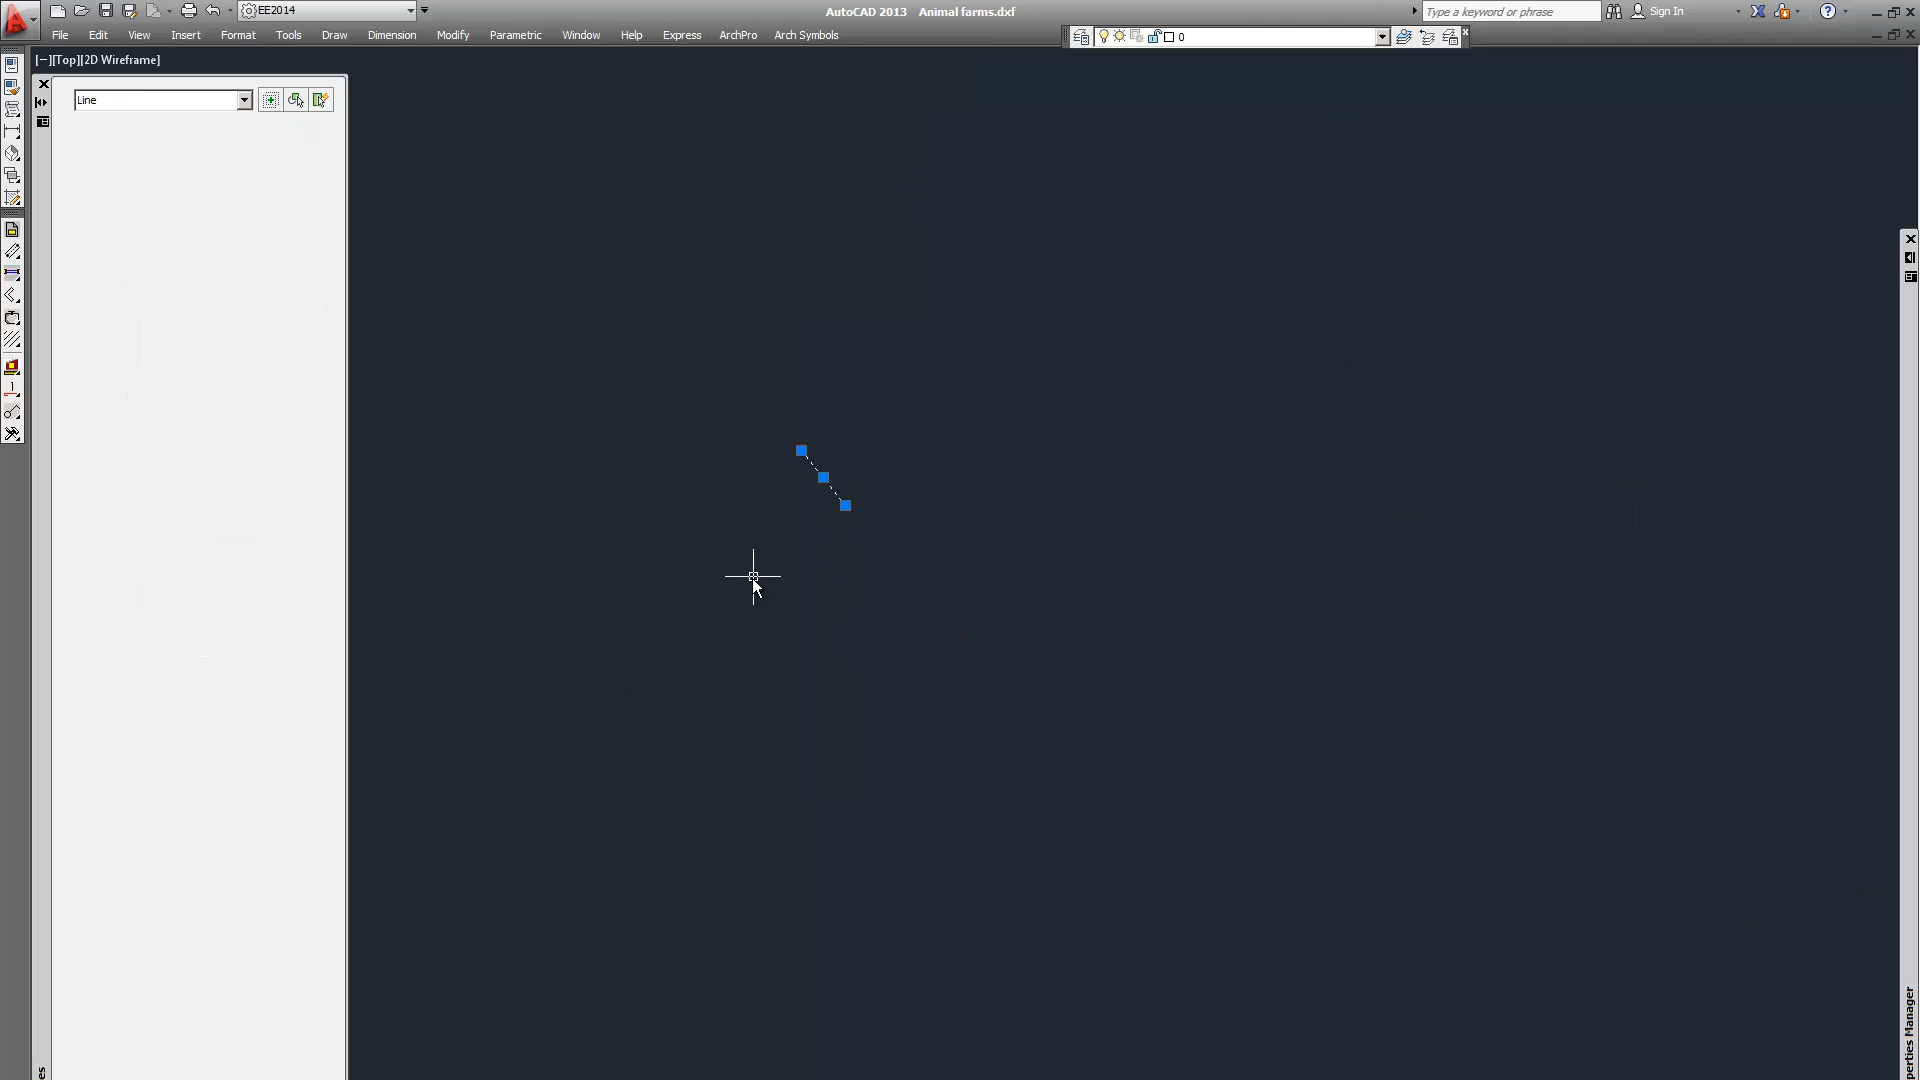 EE2014
AutoCAD 2013 Animal farms.dxf
Type a keyword or phrase
Sign In
File Edit View Insert Format Tools Draw Dimension Modify Parametric Window Help Express ArchPro Arch Symbols
0
[−][Top][2D Wireframe]
Line
es
perties Manager